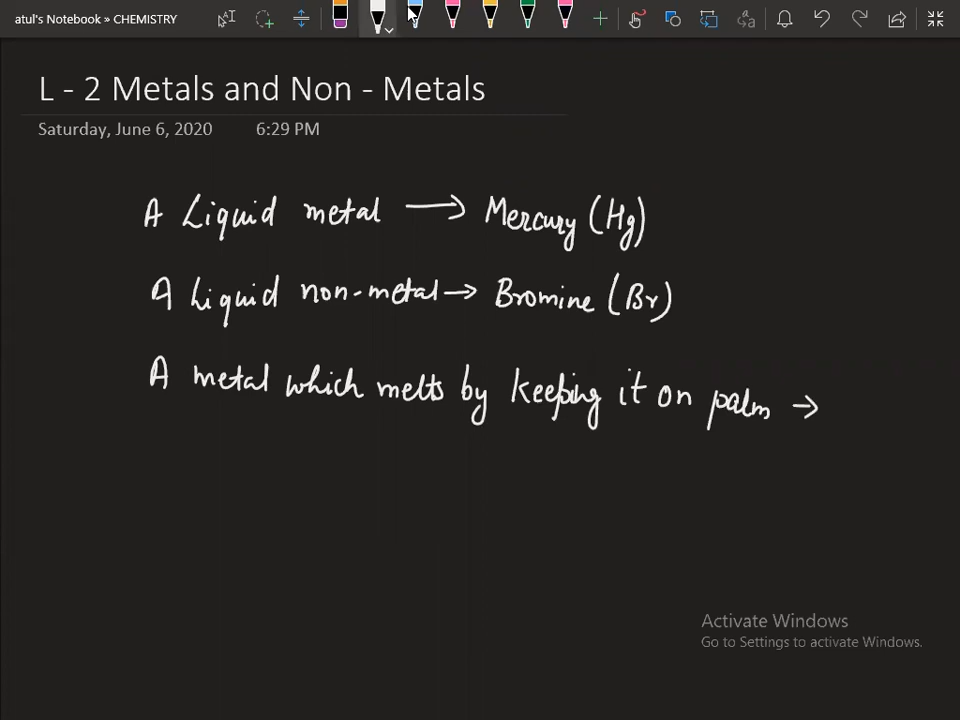 atul's Notebook » CHEMISTRY
L - 2 Metals and Non - Metals
Saturday, June 6, 2020 6:29 PM
A Liquid metal → Mercury (Hg)
A Liquid non-metal → Bromine (Br)
A metal which melts by keeping it on palm →
Activate Windows
Go to Settings to activate Windows.